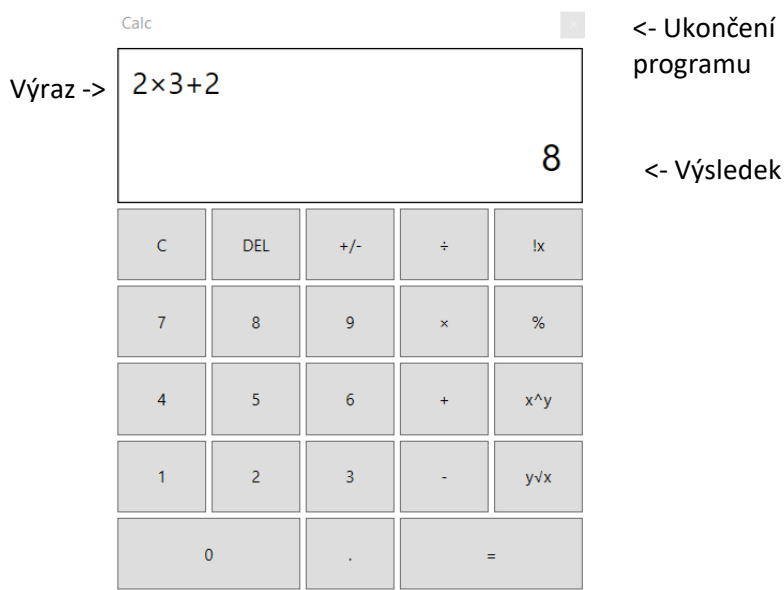 Calc
<- Ukončení
programu
Výraz ->
2×3+2
8
<- Výsledek
C DEL +/- ÷ !x
7 8 9 × %
4 5 6 + x^y
1 2 3 - y√x
0 . =